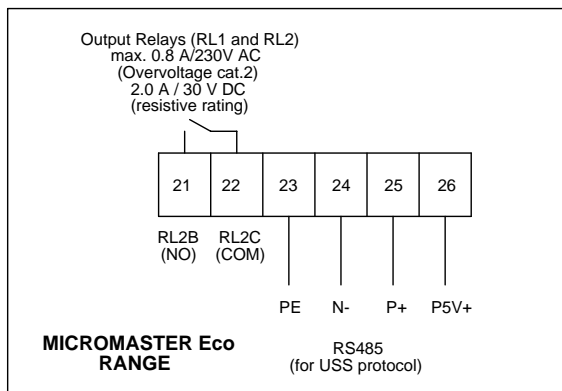 Output Relays (RL1 and RL2)
max. 0.8 A/230V AC
(Overvoltage cat.2)
2.0 A / 30 V DC
(resistive rating)
21 22 23 24 25 26
RL2B RL2C
(NO) (COM)
PE N- P+ P5V+
MICROMASTER Eco
RANGE
RS485
(for USS protocol)